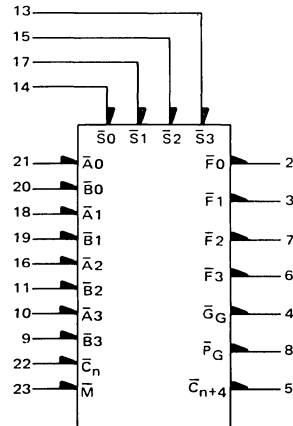 13
15
17
14
S̄0 S̄1 S̄2 S̄3
21 Ā0 F̄0 2
20 B̄0
18 Ā1 F̄1 3
19 B̄1 F̄2 7
16 Ā2
11 B̄2 F̄3 6
10 Ā3 ḠG 4
9 B̄3 P̄G 8
22 C̄n
23 M̄ C̄n+4 5